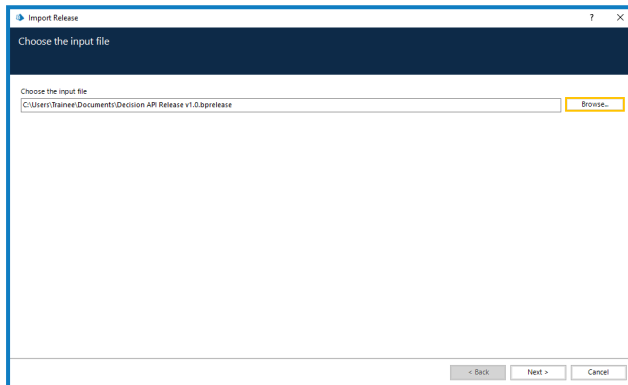 Import Release
? ✕
Choose the input file
Choose the input file
C:\Users\Trainee\Documents\Decision API Release v1.0.bprelease
Browse...
< Back
Next >
Cancel